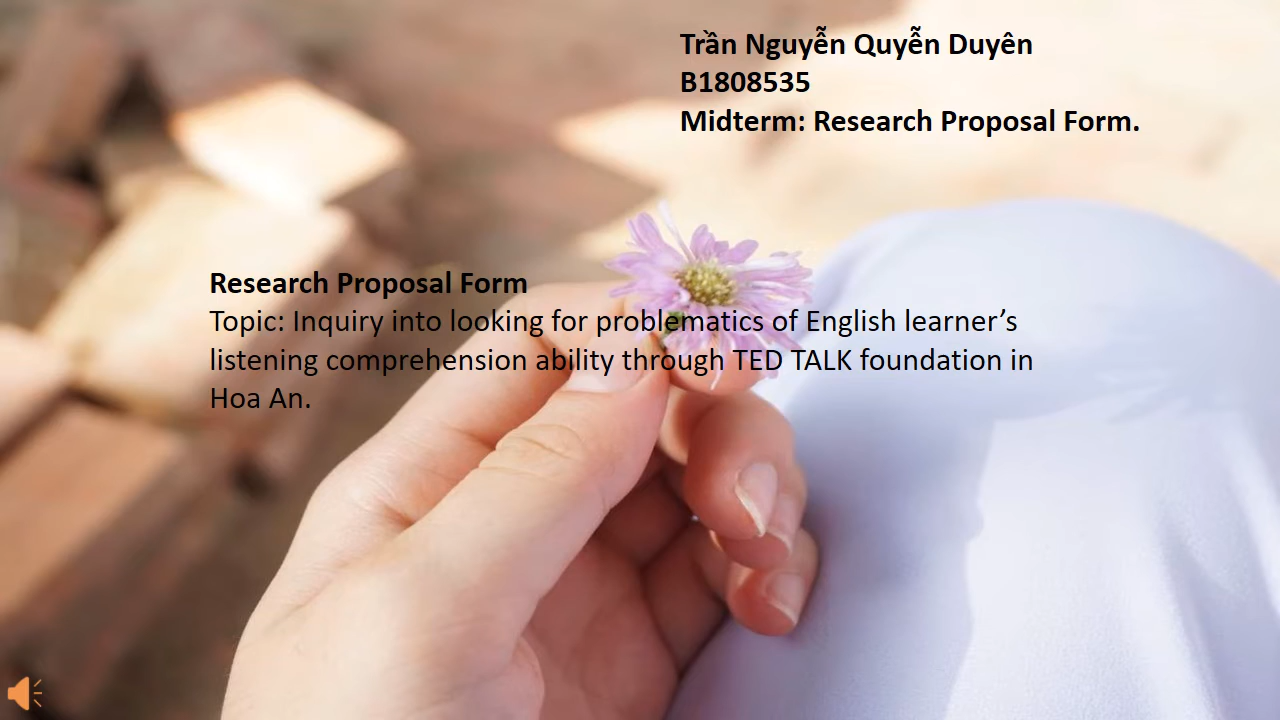 Trần Nguyễn Quyễn Duyên
B1808535
Midterm: Research Proposal Form.
Research Proposal Form
Topic: Inquiry into looking for problematics of English learner’s
listening comprehension ability through TED TALK foundation in
Hoa An.